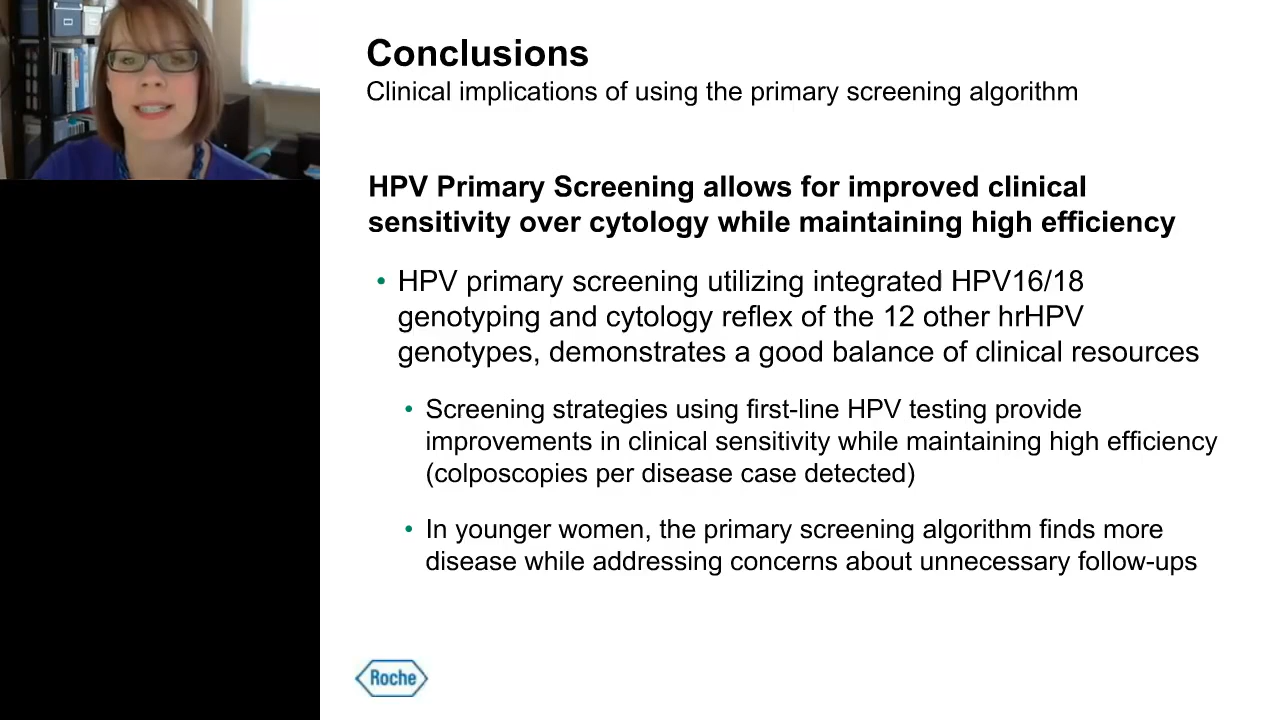 Conclusions
Clinical implications of using the primary screening algorithm
HPV Primary Screening allows for improved clinical
sensitivity over cytology while maintaining high efficiency
• HPV primary screening utilizing integrated HPV16/18
genotyping and cytology reflex of the 12 other hrHPV
genotypes, demonstrates a good balance of clinical resources
• Screening strategies using first-line HPV testing provide
improvements in clinical sensitivity while maintaining high efficiency
(colposcopies per disease case detected)
• In younger women, the primary screening algorithm finds more
disease while addressing concerns about unnecessary follow-ups
Roche